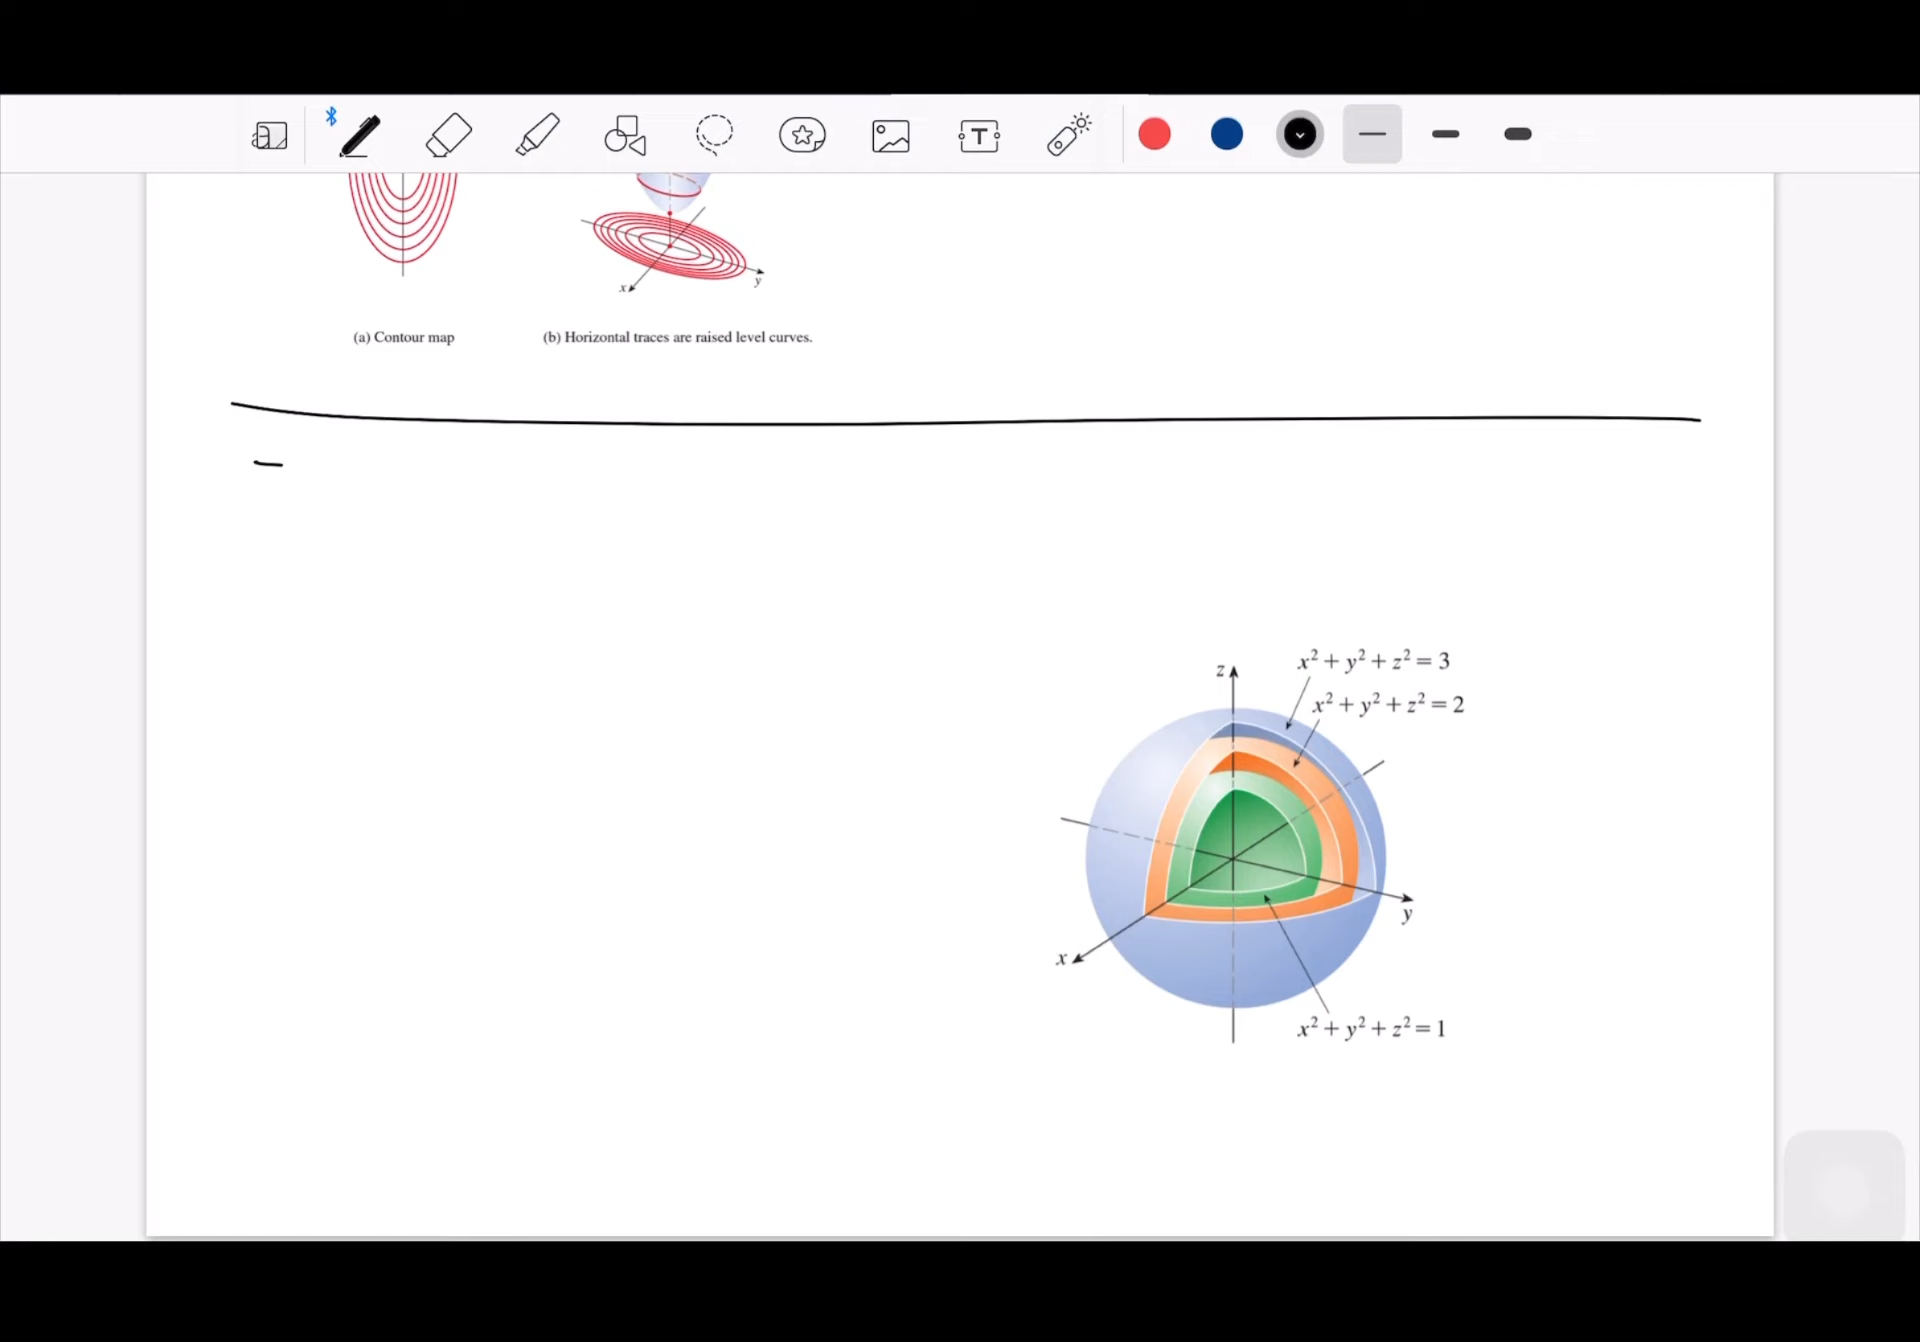 x
y
(a) Contour map
(b) Horizontal traces are raised level curves.
z
x² + y² + z² = 3
x² + y² + z² = 2
y
x
x² + y² + z² = 1